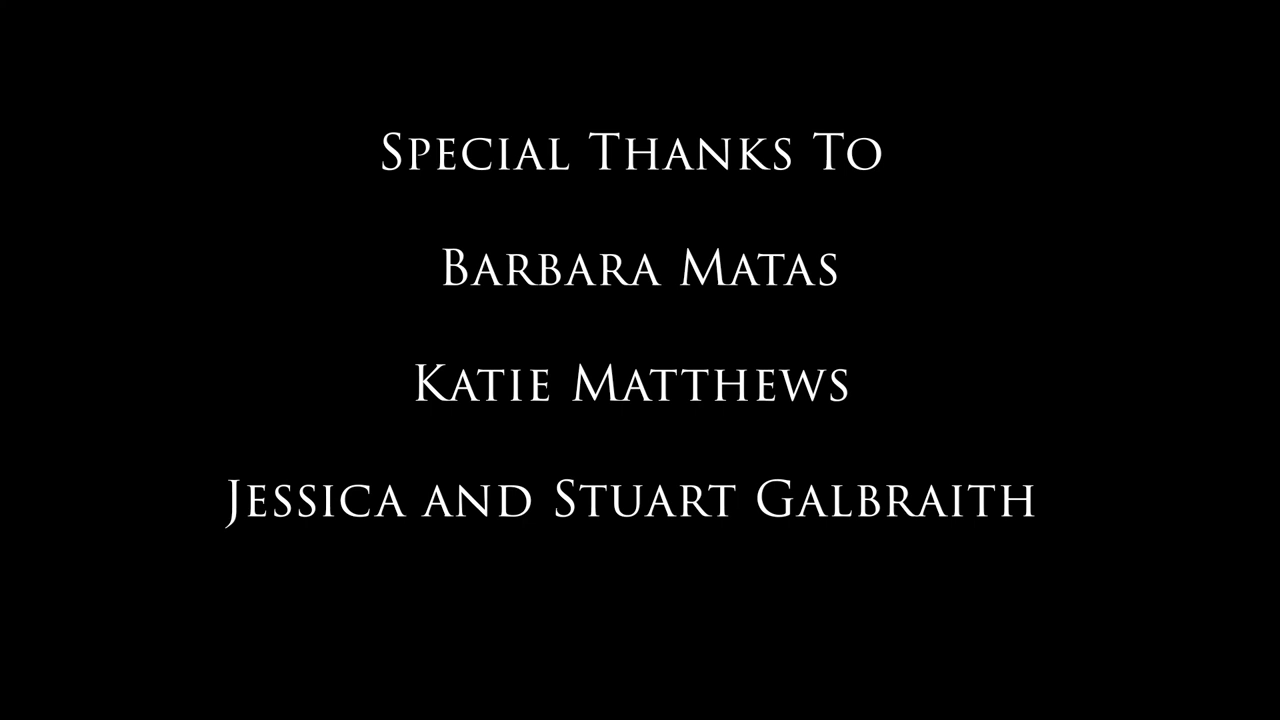 Special Thanks To
Barbara Matas
Katie Matthews
Jessica and Stuart Galbraith